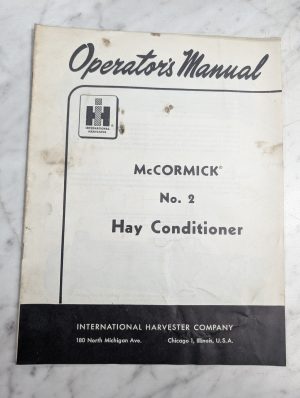 Operator's Manual
IH
INTERNATIONAL
HARVESTER
McCORMICK®
No. 2
Hay Conditioner
INTERNATIONAL HARVESTER COMPANY
180 North Michigan Ave. Chicago 1, Illinois, U.S.A.